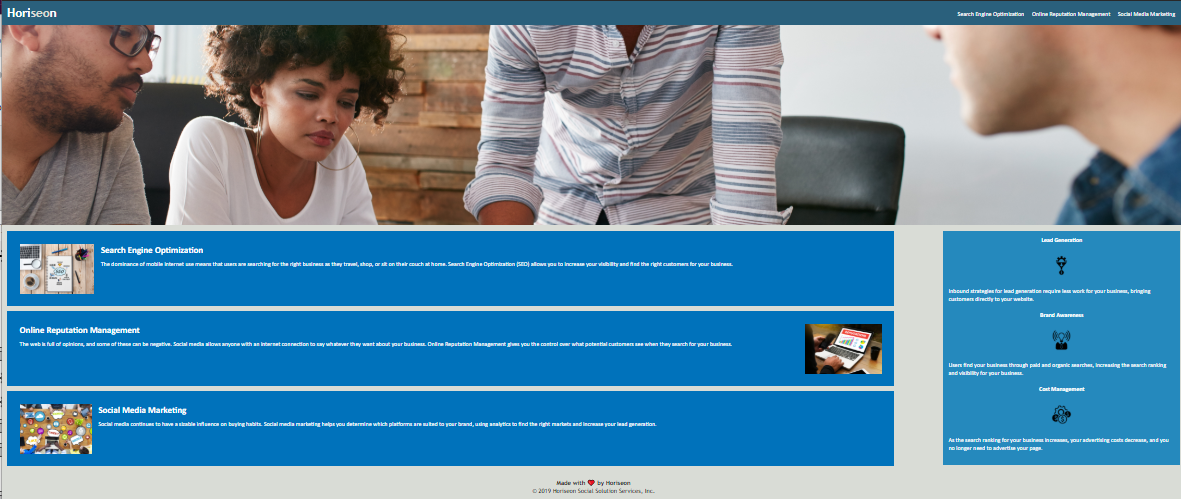 Horiseon
Search Engine Optimization Online Reputation Management Social Media Marketing
Search Engine Optimization
The dominance of mobile internet use means that users are searching for the right business as they travel, shop, or sit on their couch at home. Search Engine Optimization (SEO) allows you to increase your visibility and find the right customers for your business.
Online Reputation Management
The web is full of opinions, and some of these can be negative. Social media allows anyone with an internet connection to say whatever they want about your business. Online Reputation Management gives you the control over what potential customers see when they search for your business.
Social Media Marketing
Social media continues to have a sizable influence on buying habits. Social media marketing helps you determine which platforms are suited to your brand, using analytics to find the right markets and increase your lead generation.
Lead Generation
Inbound strategies for lead generation require less work for your business, bringing
customers directly to your website.
Brand Awareness
Users find your business through paid and organic searches, increasing the search ranking
and visibility for your business.
Cost Management
As the search ranking for your business increases, your advertising costs decrease, and you
no longer need to advertise your page.
Made with ❤ by Horiseon
© 2019 Horiseon Social Solution Services, Inc.